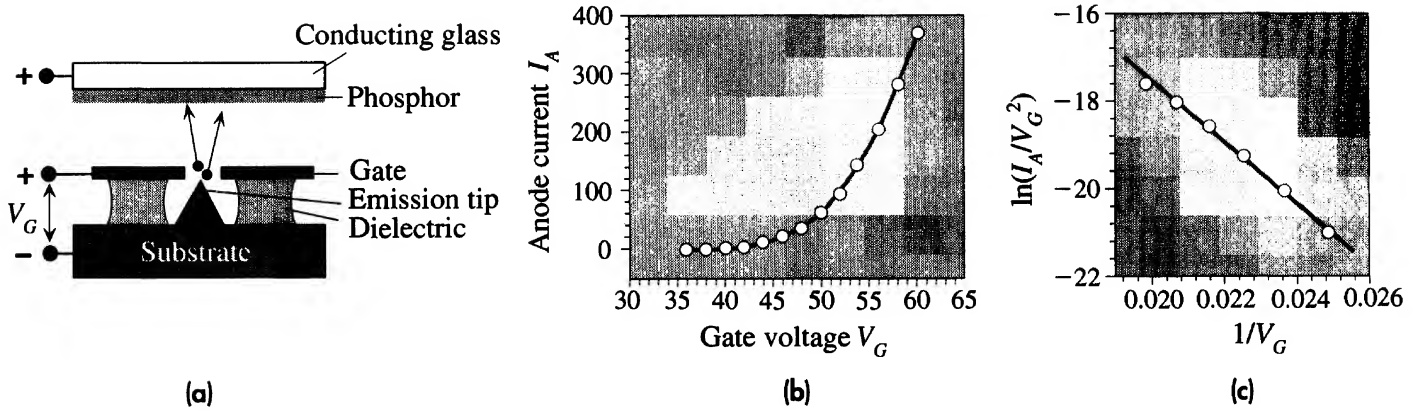 Conducting glass
+
Phosphor
+
Gate
V_G
Emission tip
Dielectric
Substrate
−
(a)
Anode current I_A
400
300
400
200
100
0
30 35 40 45 50 55 60 65
Gate voltage V_G
(b)
ln(I_A/V_G²)
−16
−18
−20
−22
0.020 0.022 0.024 0.026
1/V_G
(c)